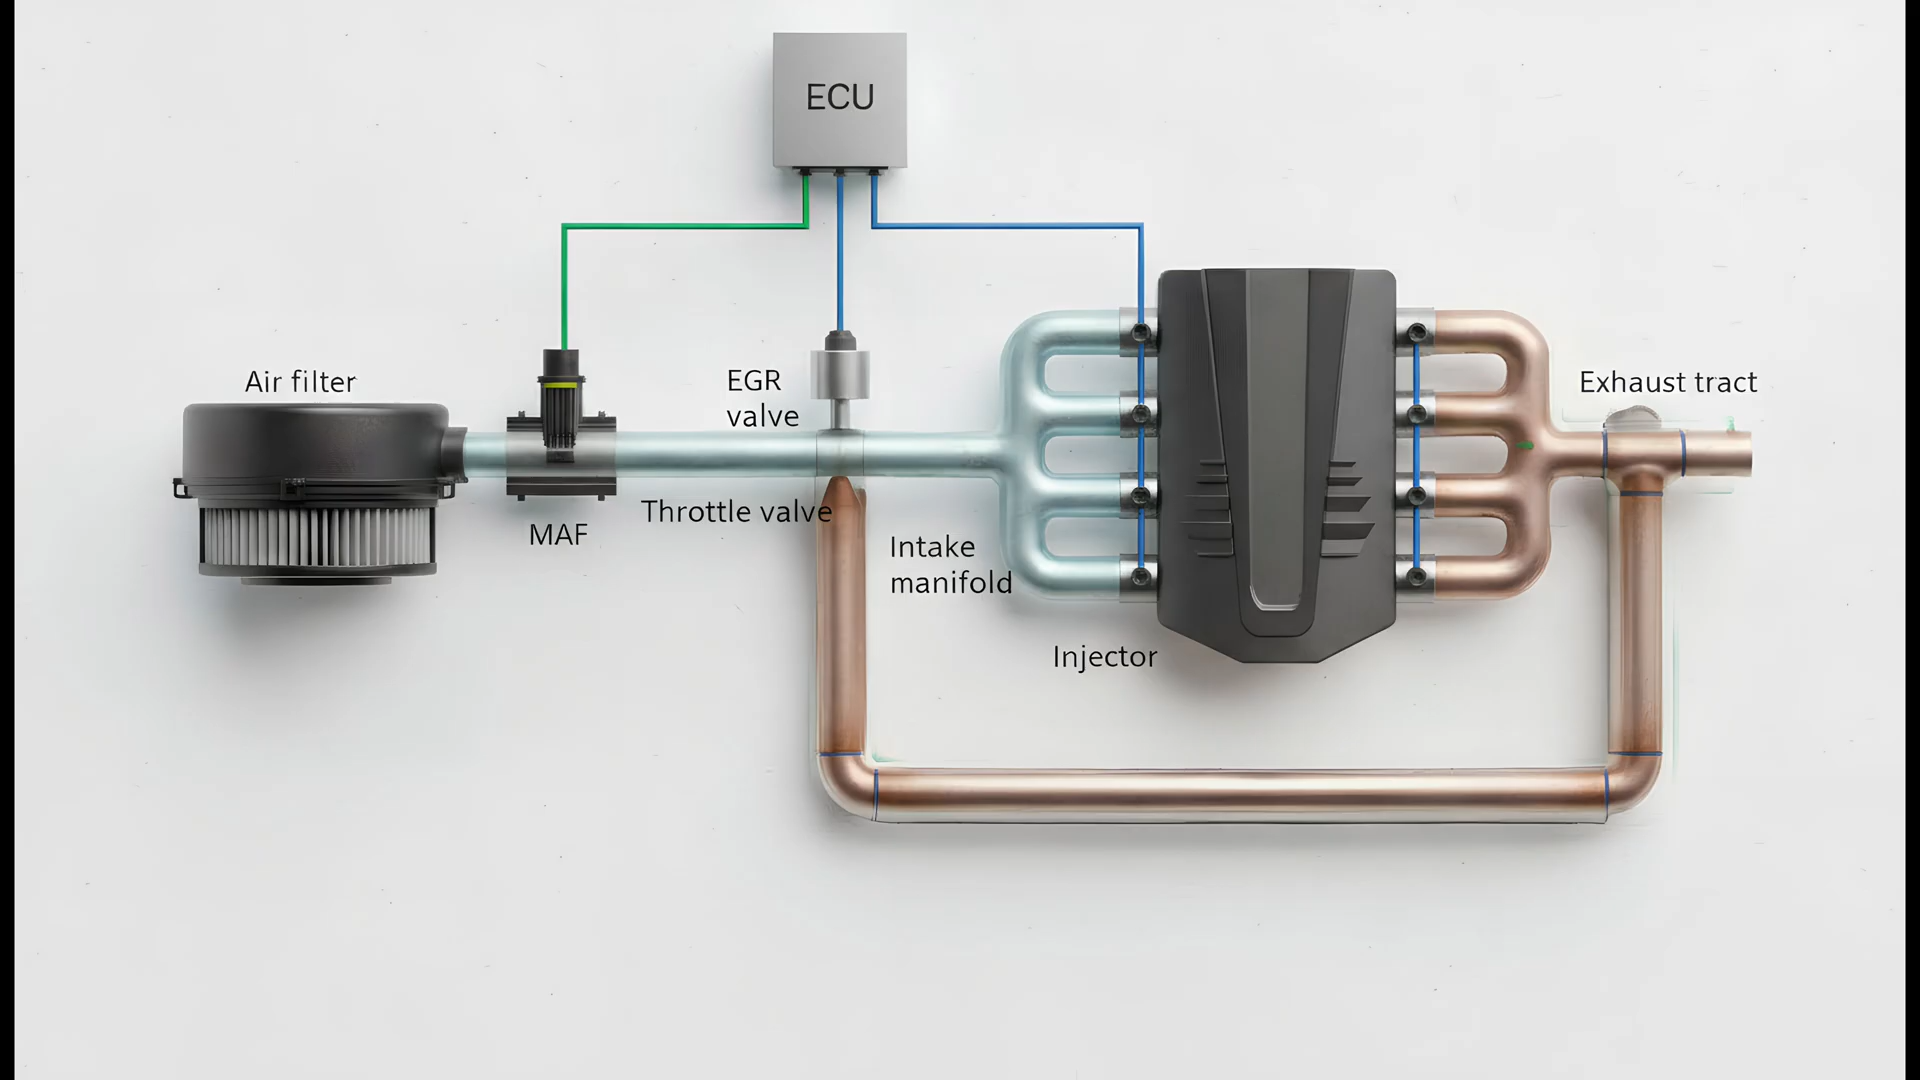 ECU
Air filter
EGR
valve
Exhaust tract
Throttle valve
MAF
Intake
manifold
Injector